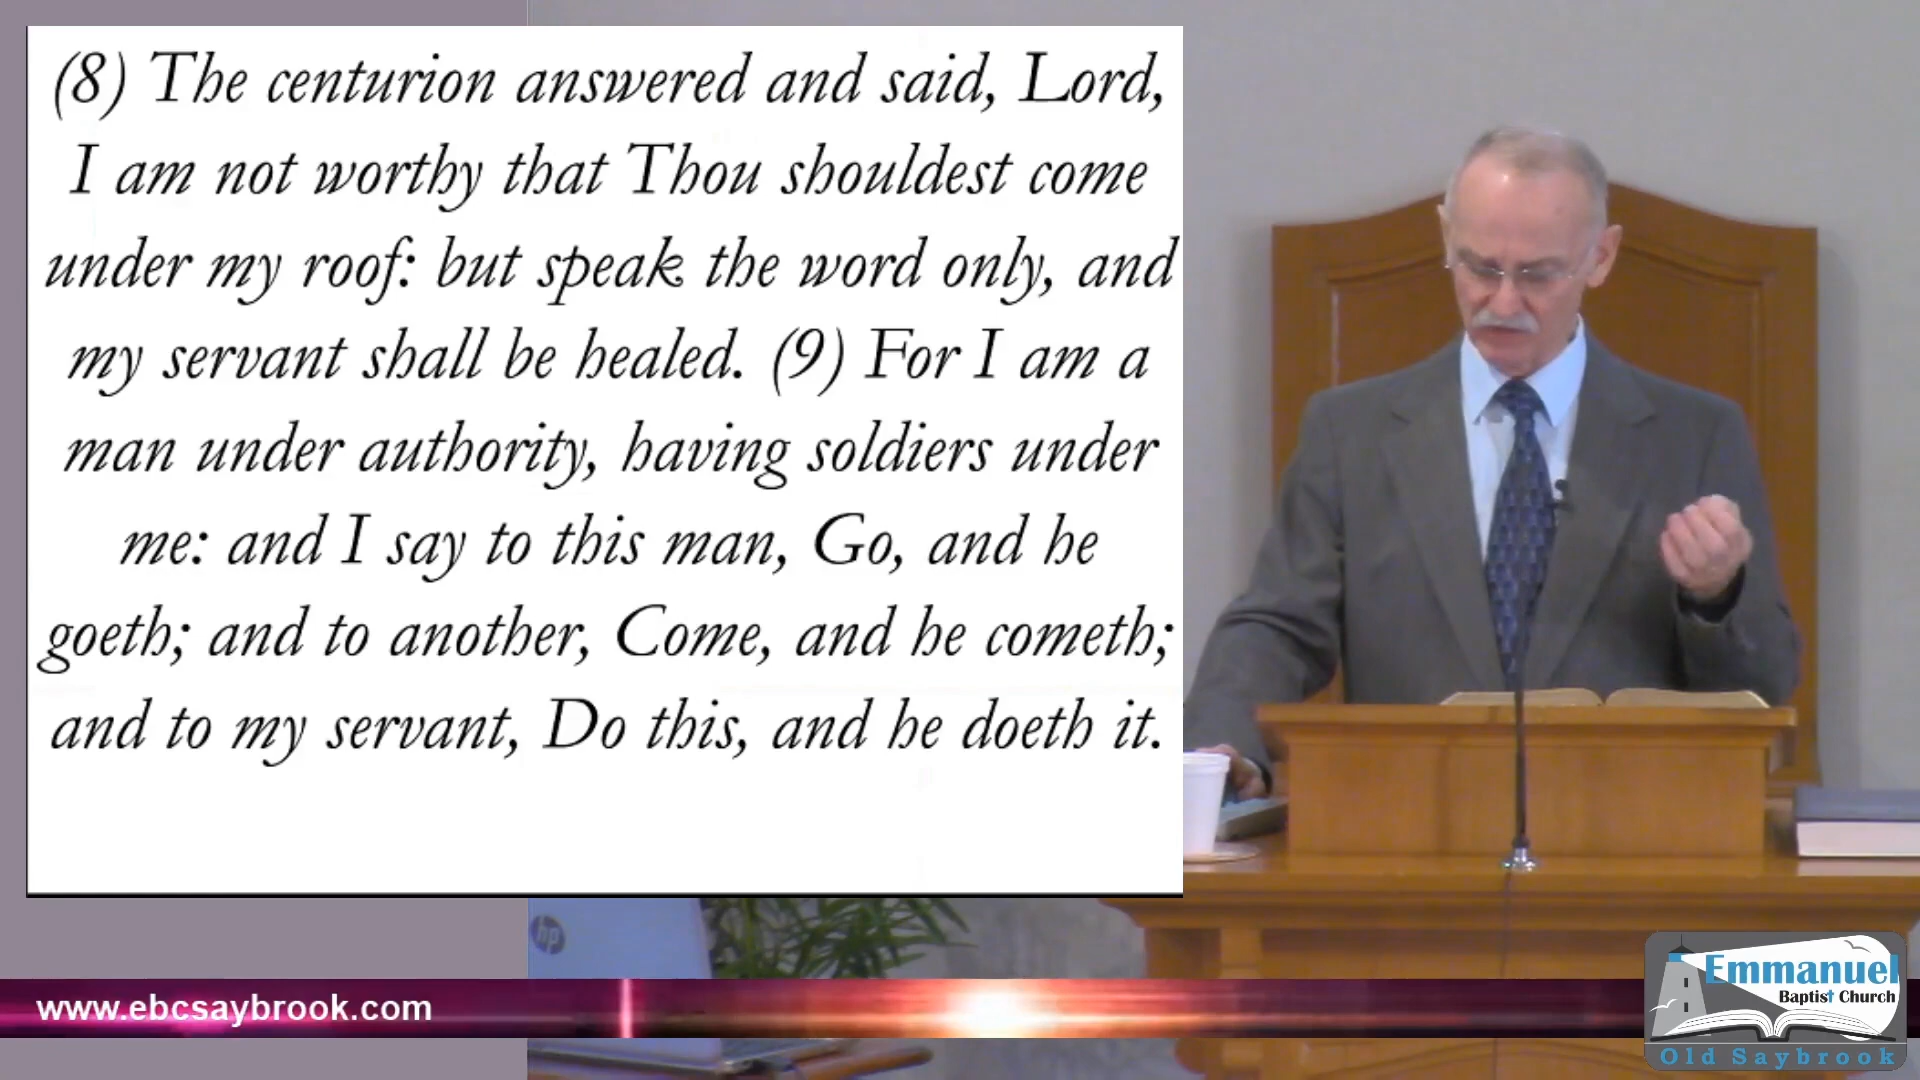 (8) The centurion answered and said, Lord,
I am not worthy that Thou shouldest come
under my roof: but speak the word only, and
my servant shall be healed. (9) For I am a
man under authority, having soldiers under
me: and I say to this man, Go, and he
goeth; and to another, Come, and he cometh;
and to my servant, Do this, and he doeth it.
hp
www.ebcsaybrook.com
Emmanuel
Baptist Church
Old Saybrook